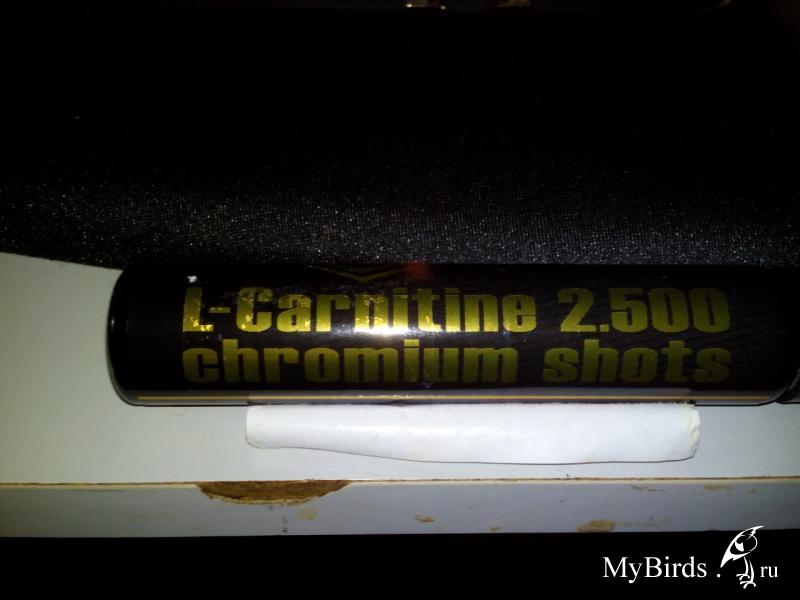 L-Carnitine 2.500
chromium shots
MyBirds.ru